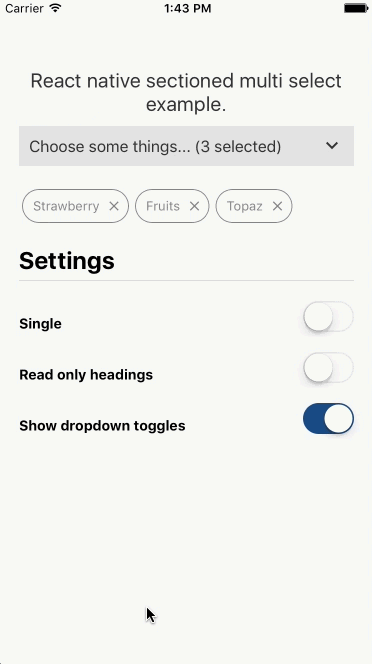 Carrier 1:43 PM
React native sectioned multi select
example.
Choose some things... (3 selected)
Strawberry Fruits Topaz
Settings
Single
Read only headings
Show dropdown toggles